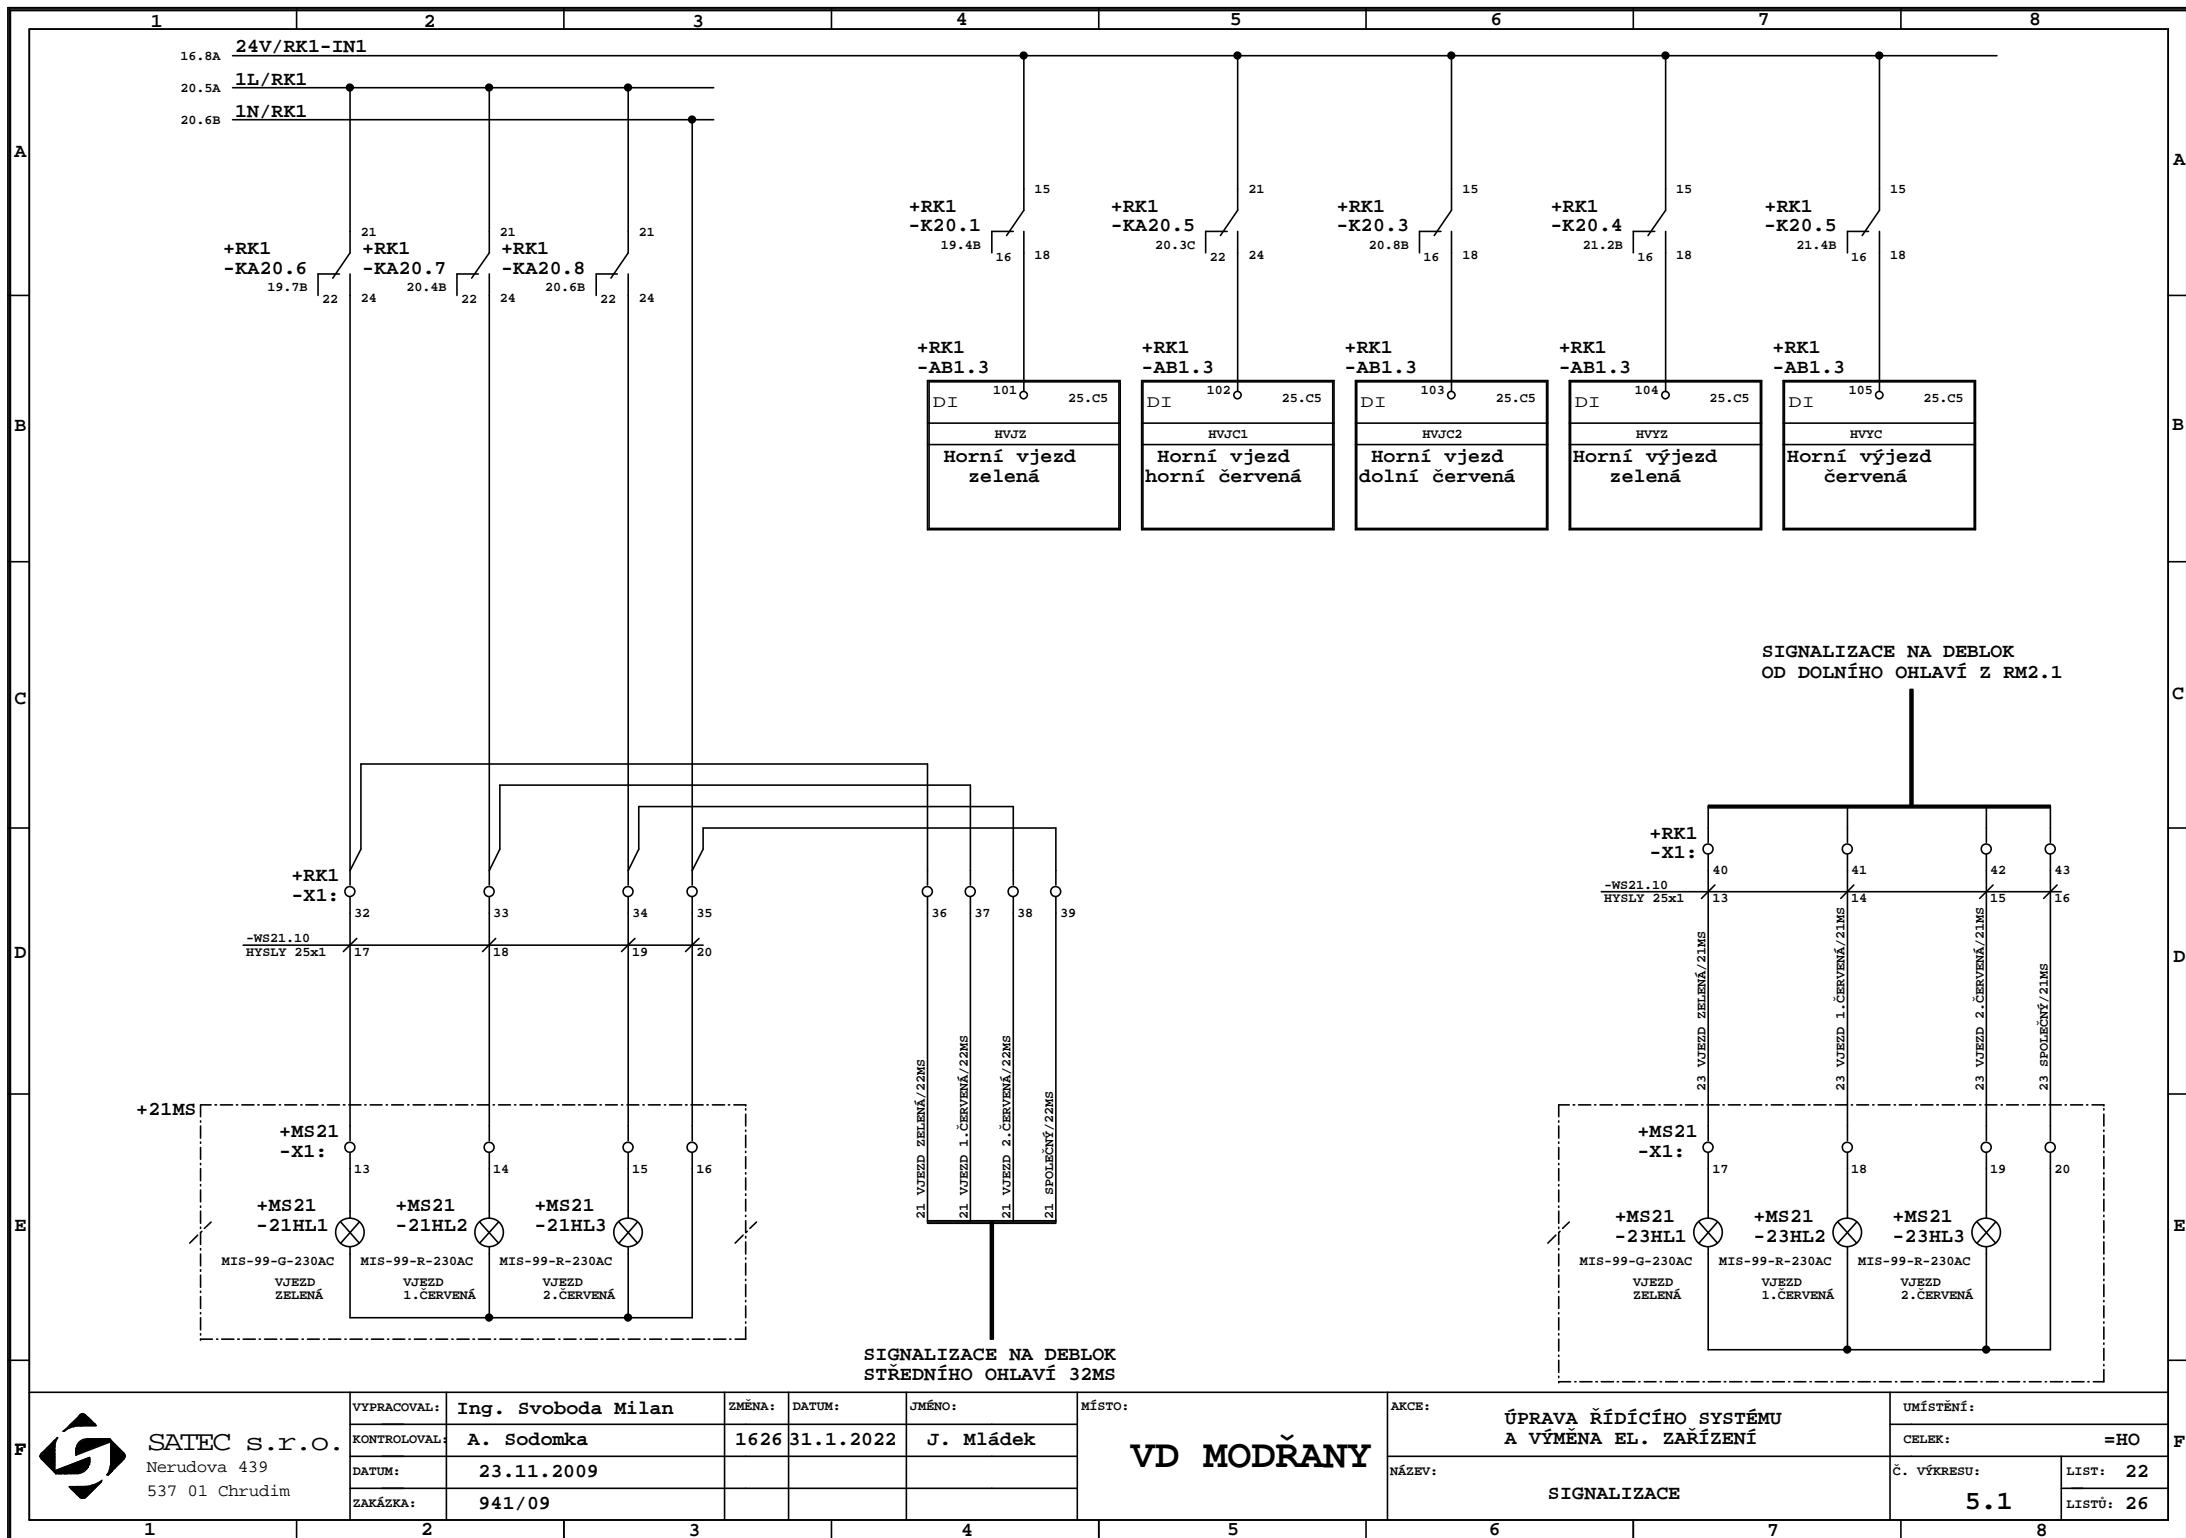 1 2 3 4 5 6 7 8
16.8A 24V/RK1-IN1
20.5A 1L/RK1
20.6B 1N/RK1
A A
+RK1
-KA20.6
19.7B
21
22 24
+RK1
-KA20.7
20.4B
21
22 24
+RK1
-KA20.8
20.6B
21
22 24
+RK1
-K20.1
19.4B
15
16 18
+RK1
-KA20.5
20.3C
21
22 24
+RK1
-K20.3
20.8B
15
16 18
+RK1
-K20.4
21.2B
15
16 18
+RK1
-K20.5
21.4B
15
16 18
B B
+RK1
-AB1.3
DI 101 25.C5
HVJZ
Horní vjezd
zelená
+RK1
-AB1.3
DI 102 25.C5
HVJC1
Horní vjezd
horní červená
+RK1
-AB1.3
DI 103 25.C5
HVJC2
Horní vjezd
dolní červená
+RK1
-AB1.3
DI 104 25.C5
HVYZ
Horní výjezd
zelená
+RK1
-AB1.3
DI 105 25.C5
HVYC
Horní výjezd
červená
C C
SIGNALIZACE NA DEBLOK
OD DOLNÍHO OHLAVÍ Z RM2.1
+RK1
-X1:
32 33 34 35 36 37 38 39
-WS21.10
HYSLY 25x1 17 18 19 20
+RK1
-X1:
40 41 42 43
-WS21.10
HYSLY 25x1 13 14 15 16
D D
21 VJEZD ZELENÁ/22MS
21 VJEZD 1.ČERVENÁ/22MS
21 VJEZD 2.ČERVENÁ/22MS
21 SPOLEČNÝ/22MS
23 VJEZD ZELENÁ/21MS
23 VJEZD 1.ČERVENÁ/21MS
23 VJEZD 2.ČERVENÁ/21MS
23 SPOLEČNÝ/21MS
+21MS
+MS21
-X1:
13 14 15 16
+MS21
-21HL1
MIS-99-G-230AC
VJEZD
ZELENÁ
+MS21
-21HL2
MIS-99-R-230AC
VJEZD
1.ČERVENÁ
+MS21
-21HL3
MIS-99-R-230AC
VJEZD
2.ČERVENÁ
+MS21
-X1:
17 18 19 20
+MS21
-23HL1
MIS-99-G-230AC
VJEZD
ZELENÁ
+MS21
-23HL2
MIS-99-R-230AC
VJEZD
1.ČERVENÁ
+MS21
-23HL3
MIS-99-R-230AC
VJEZD
2.ČERVENÁ
E E
SIGNALIZACE NA DEBLOK
STŘEDNÍHO OHLAVÍ 32MS
F F
SATEC s.r.o.
Nerudova 439
537 01 Chrudim
VYPRACOVAL: Ing. Svoboda Milan
KONTROLOVAL: A. Sodomka
DATUM: 23.11.2009
ZAKÁZKA: 941/09
ZMĚNA: DATUM: JMÉNO:
1626 31.1.2022 J. Mládek
MÍSTO:
VD MODŘANY
AKCE:
ÚPRAVA ŘÍDÍCÍHO SYSTÉMU
A VÝMĚNA EL. ZAŘÍZENÍ
NÁZEV:
SIGNALIZACE
UMÍSTĚNÍ:
CELEK: =HO
Č. VÝKRESU:
5.1
LIST: 22
LISTŮ: 26
1 2 3 4 5 6 7 8